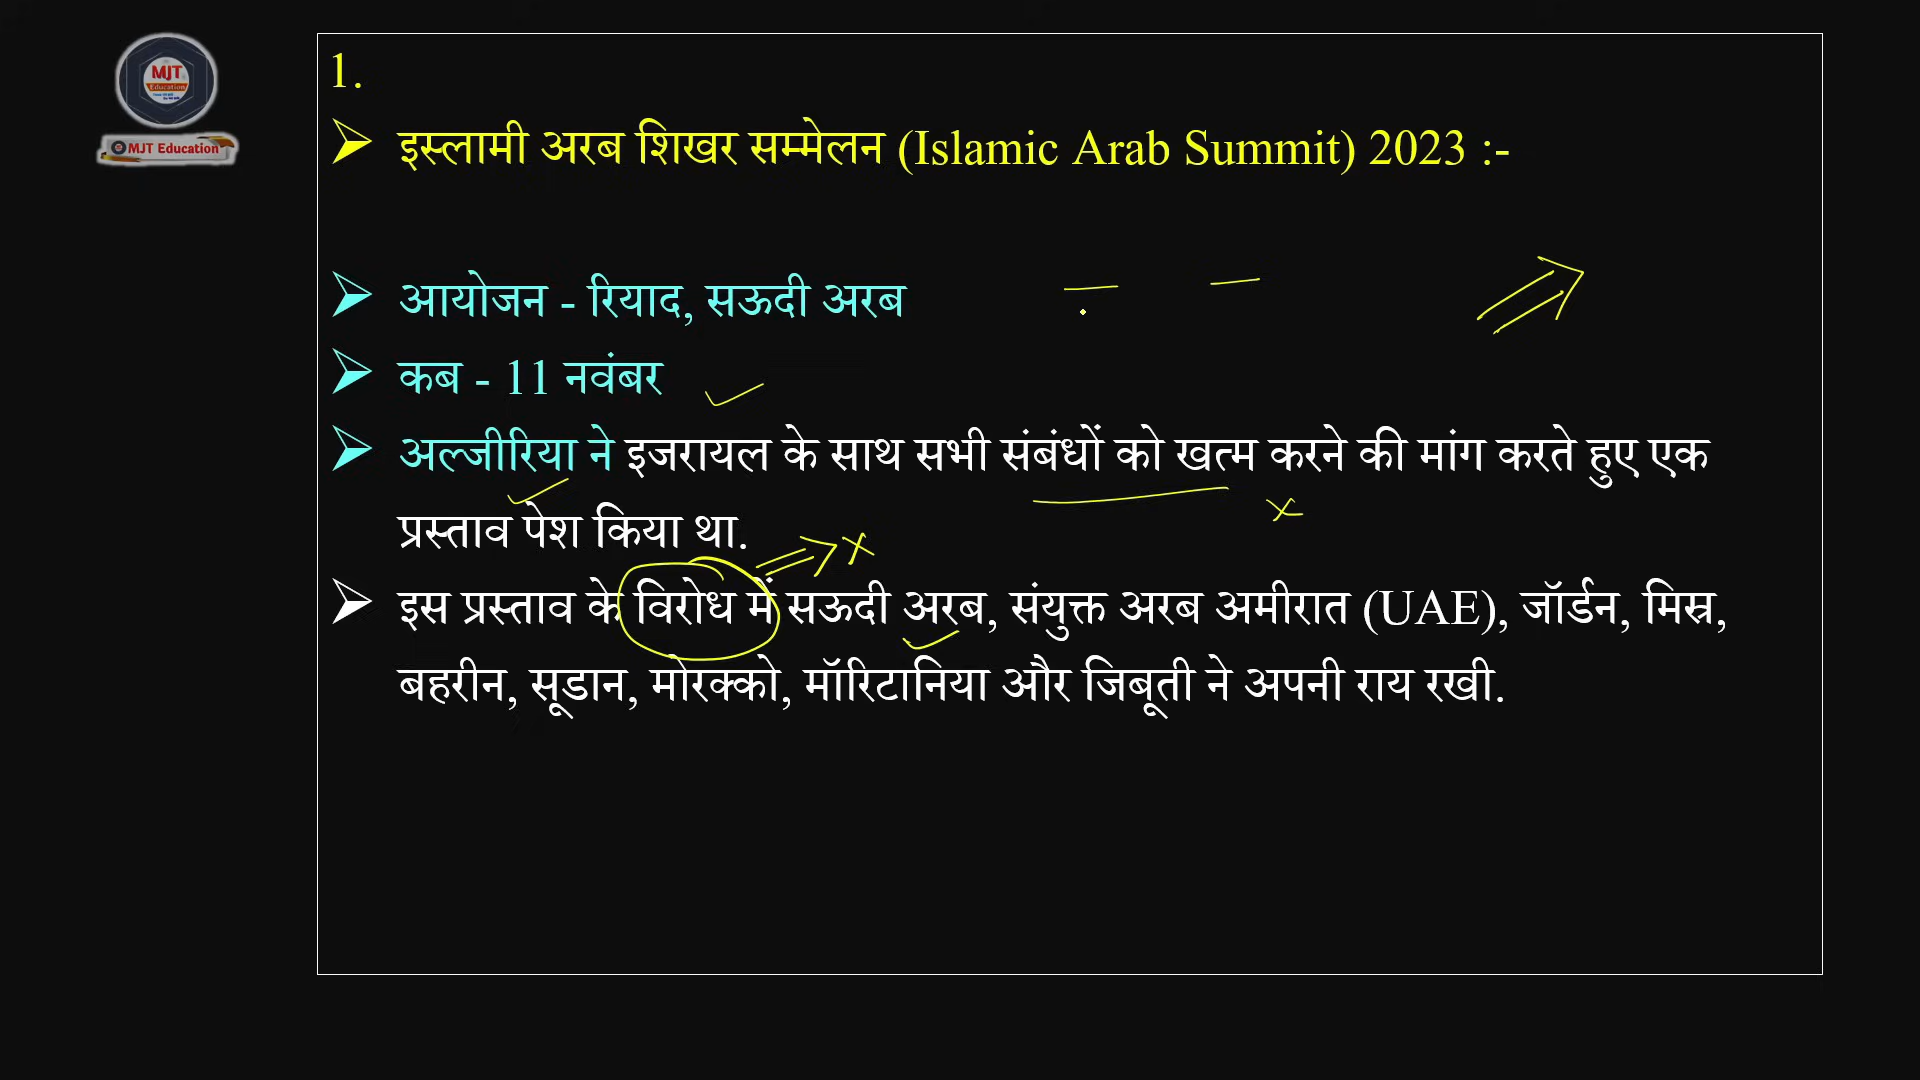 MJT
Education
MJT Education
1.
इस्लामी अरब शिखर सम्मेलन (Islamic Arab Summit) 2023 :-
आयोजन - रियाद, सऊदी अरब
कब - 11 नवंबर
अल्जीरिया ने इजरायल के साथ सभी संबंधों को खत्म करने की मांग करते हुए एक
प्रस्ताव पेश किया था.
इस प्रस्ताव के विरोध में सऊदी अरब, संयुक्त अरब अमीरात (UAE), जॉर्डन, मिस्र,
बहरीन, सूडान, मोरक्को, मॉरिटानिया और जिबूती ने अपनी राय रखी.